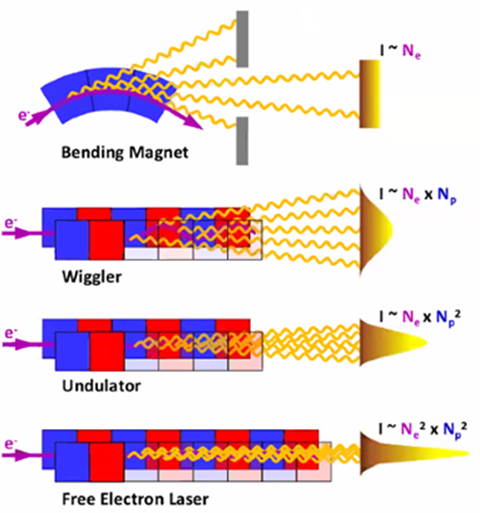 I ~ Nₑ
e⁻
Bending Magnet
I ~ Nₑ x Nₚ
e⁻
Wiggler
I ~ Nₑ x Nₚ²
e⁻
Undulator
I ~ Nₑ² x Nₚ²
e⁻
Free Electron Laser